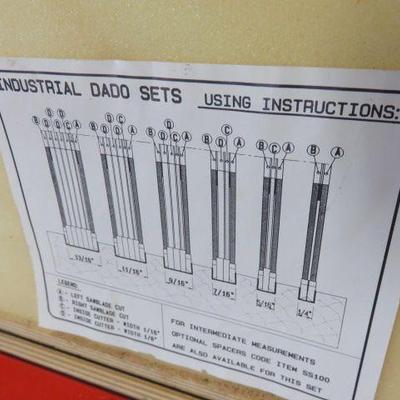 INDUSTRIAL DADO SETS
USING INSTRUCTIONS:
13/16"
11/16"
9/16"
7/16"
5/16"
1/4"
LEGEND
A - LEFT SAWBLADE CUT
B - RIGHT SAWBLADE CUT
C - INSIDE CUTTER - WIDTH 1/16"
D - INSIDE CUTTER - WIDTH 1/8"
FOR INTERMEDIATE MEASUREMENTS
OPTIONAL SPACERS CODE ITEM SS100
ARE ALSO AVAILABLE FOR THIS SET